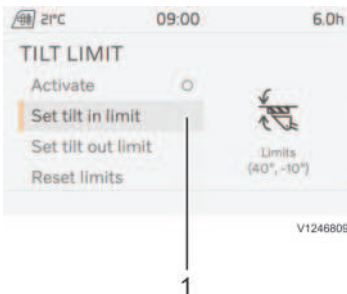 21°C 09:00 6.0h
TILT LIMIT
Activate
Set tilt in limit
Set tilt out limit
Reset limits
Limits
(40°, -10°)
V1246809
1